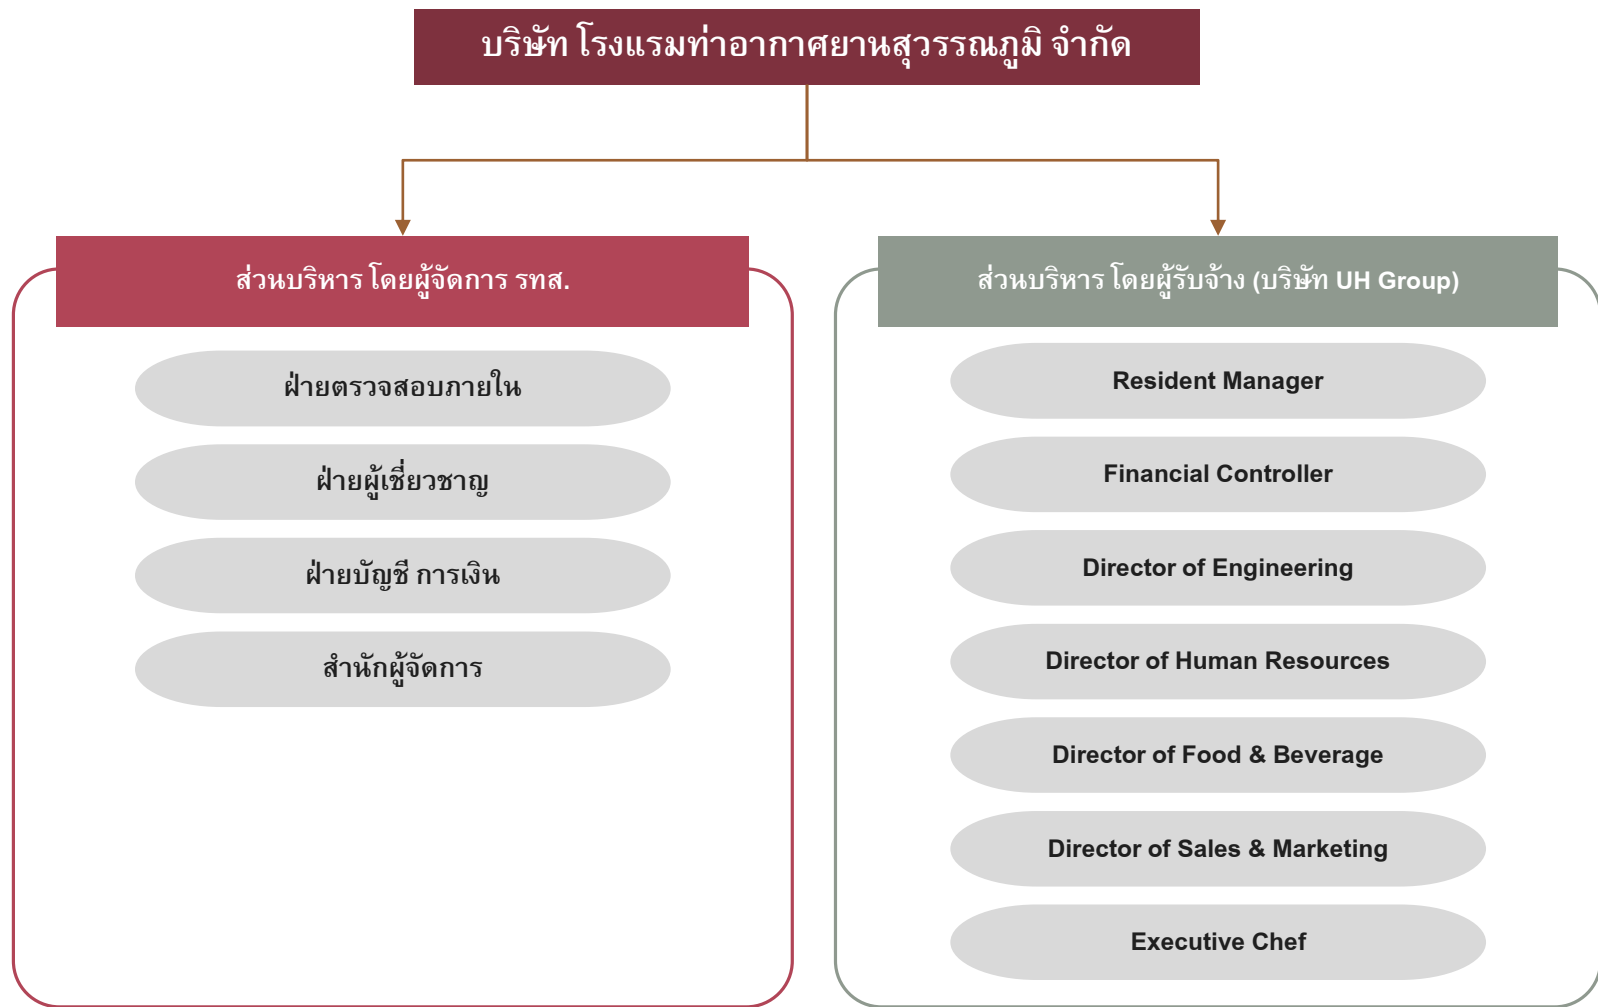 บริษัท โรงแรมท่าอากาศยานสุวรรณภูมิ จำกัด
ส่วนบริหาร โดยผู้จัดการ รทส.
ฝ่ายตรวจสอบภายใน
ฝ่ายผู้เชี่ยวชาญ
ฝ่ายบัญชี การเงิน
สำนักผู้จัดการ
ส่วนบริหาร โดยผู้รับจ้าง (บริษัท UH Group)
Resident Manager
Financial Controller
Director of Engineering
Director of Human Resources
Director of Food & Beverage
Director of Sales & Marketing
Executive Chef